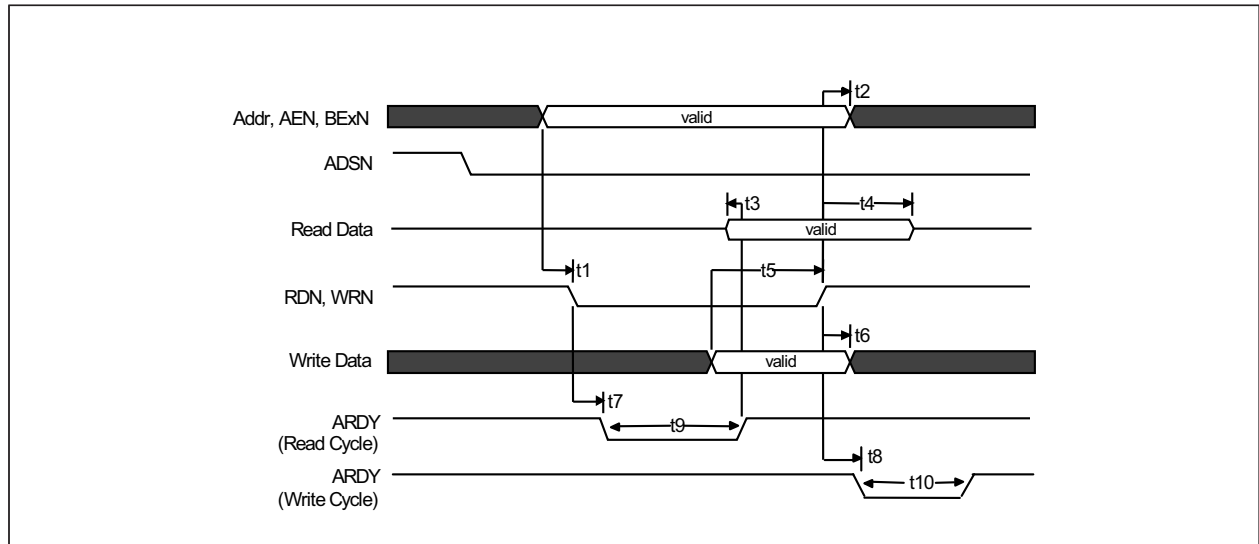 t2
Addr, AEN, BExN valid
ADSN
t3 t4
Read Data valid
t1 t5
RDN, WRN
t6
Write Data valid
t7
ARDY t9
(Read Cycle)
t8
ARDY t10
(Write Cycle)